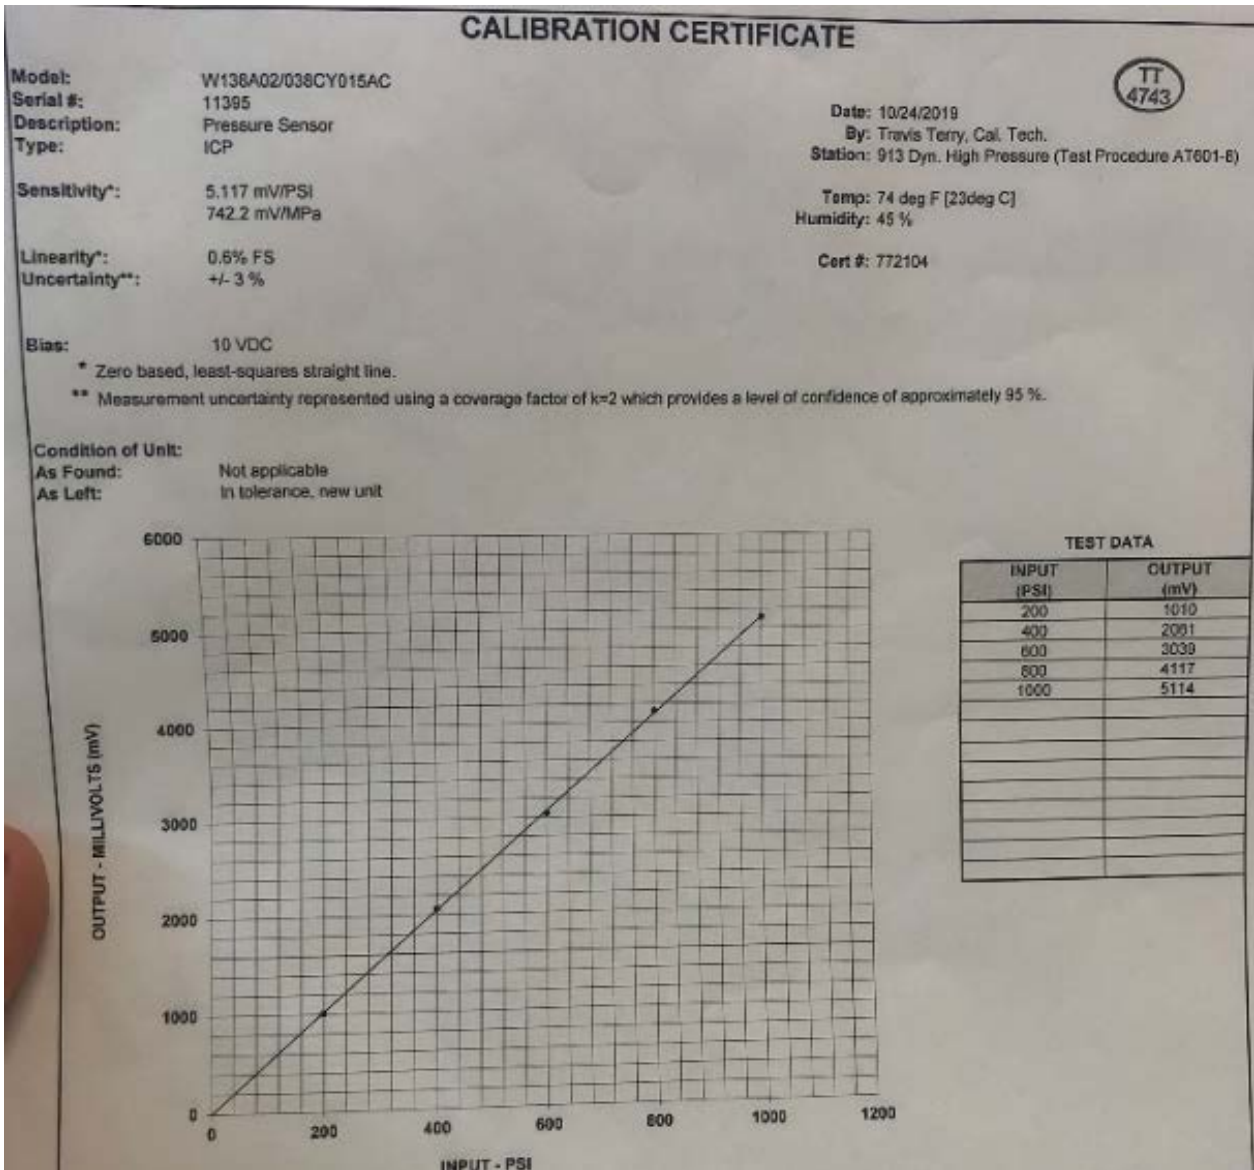 CALIBRATION CERTIFICATE
TT
4743
Model: W138A02/038CY015AC
Serial #: 11395
Description: Pressure Sensor
Type: ICP
Date: 10/24/2019
By: Travis Terry, Cal. Tech.
Station: 913 Dyn. High Pressure (Test Procedure AT601-8)
Sensitivity*: 5.117 mV/PSI
742.2 mV/MPa
Temp: 74 deg F [23deg C]
Humidity: 45 %
Linearity*: 0.6% FS
Uncertainty**: +/- 3 %
Cert #: 772104
Bias: 10 VDC
* Zero based, least-squares straight line.
** Measurement uncertainty represented using a coverage factor of k=2 which provides a level of confidence of approximately 95 %.
Condition of Unit:
As Found: Not applicable
As Left: In tolerance, new unit
6000
5000
4000
3000
2000
1000
0
OUTPUT - MILLIVOLTS (mV)
0 200 400 600 800 1000 1200
INPUT - PSI
TEST DATA
INPUT (PSI) OUTPUT (mV)
200 1010
400 2061
600 3039
800 4117
1000 5114